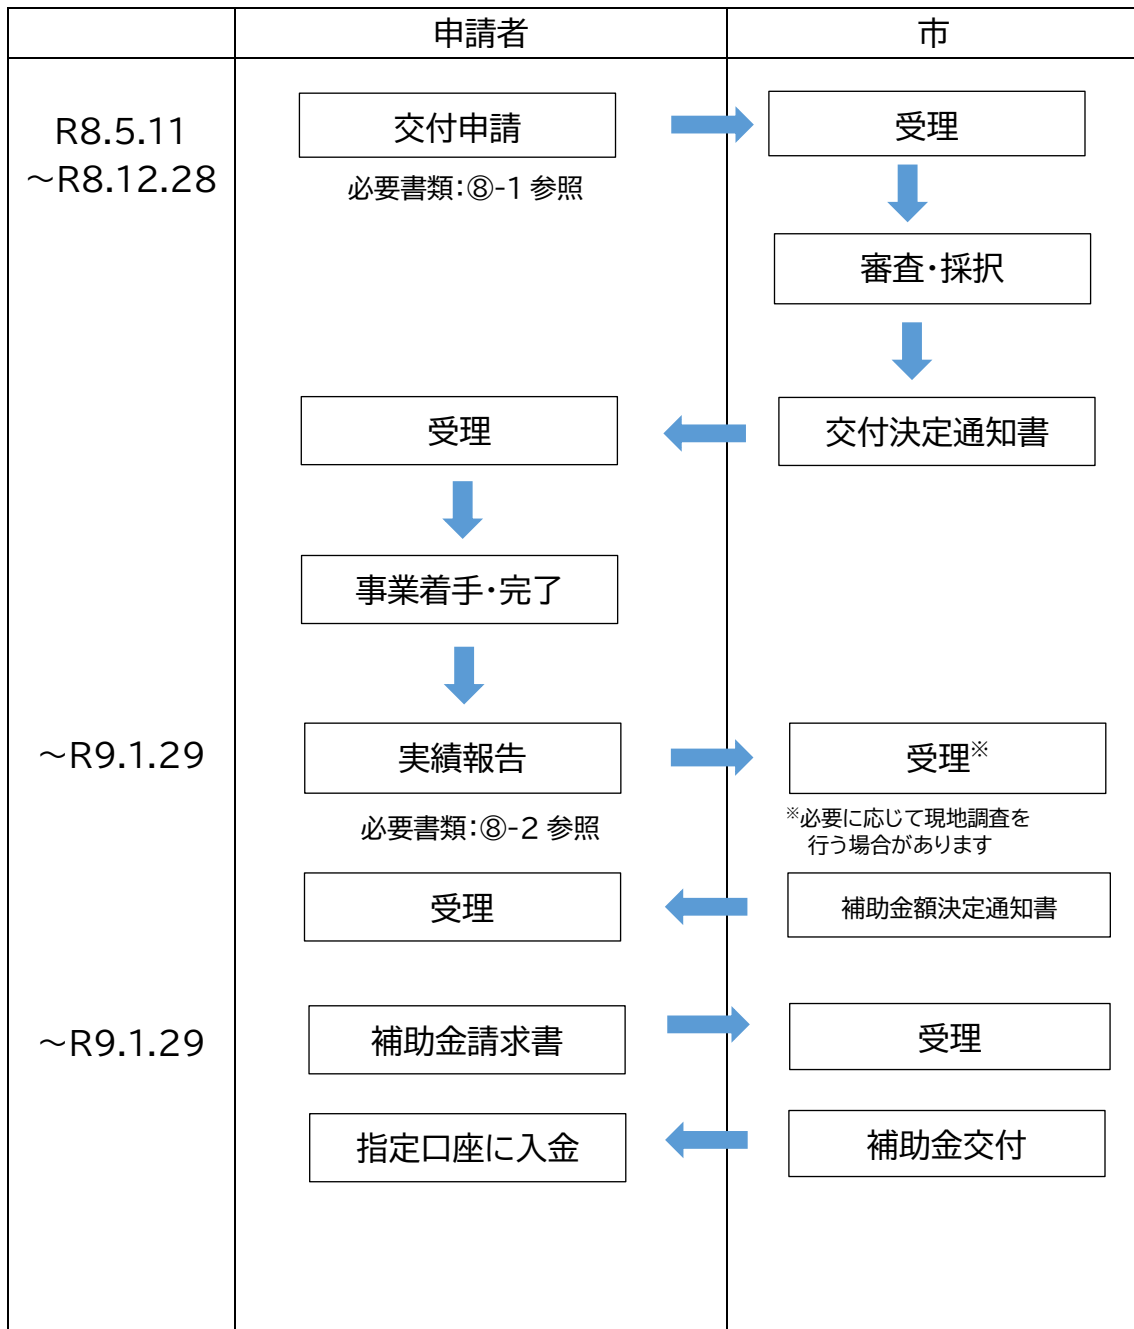 申請者
市
R8.5.11
～R8.12.28
交付申請
受理
必要書類：⑧-1 参照
審査・採択
受理
交付決定通知書
事業着手・完了
～R9.1.29
実績報告
受理※
必要書類：⑧-2 参照
※必要に応じて現地調査を
行う場合があります
受理
補助金額決定通知書
～R9.1.29
補助金請求書
受理
指定口座に入金
補助金交付